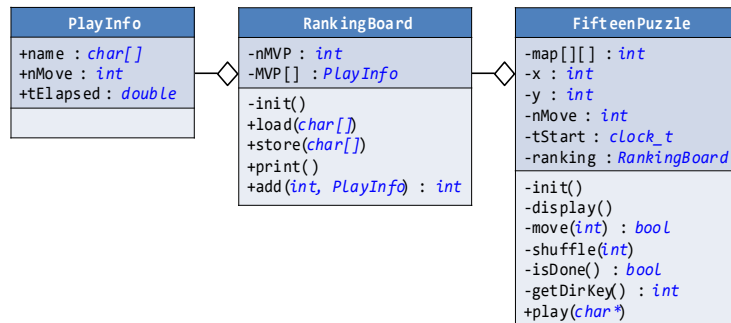 PlayInfo
+name : char[]
+nMove : int
+tElapsed : double
RankingBoard
-nMVP : int
-MVP[] : PlayInfo
-init()
+load(char[])
+store(char[])
+print()
+add(int, PlayInfo) : int
FifteenPuzzle
-map[][] : int
-x : int
-y : int
-nMove : int
-tStart : clock_t
-ranking : RankingBoard
-init()
-display()
-move(int) : bool
-shuffle(int)
-isDone() : bool
-getDirKey() : int
+play(char*)